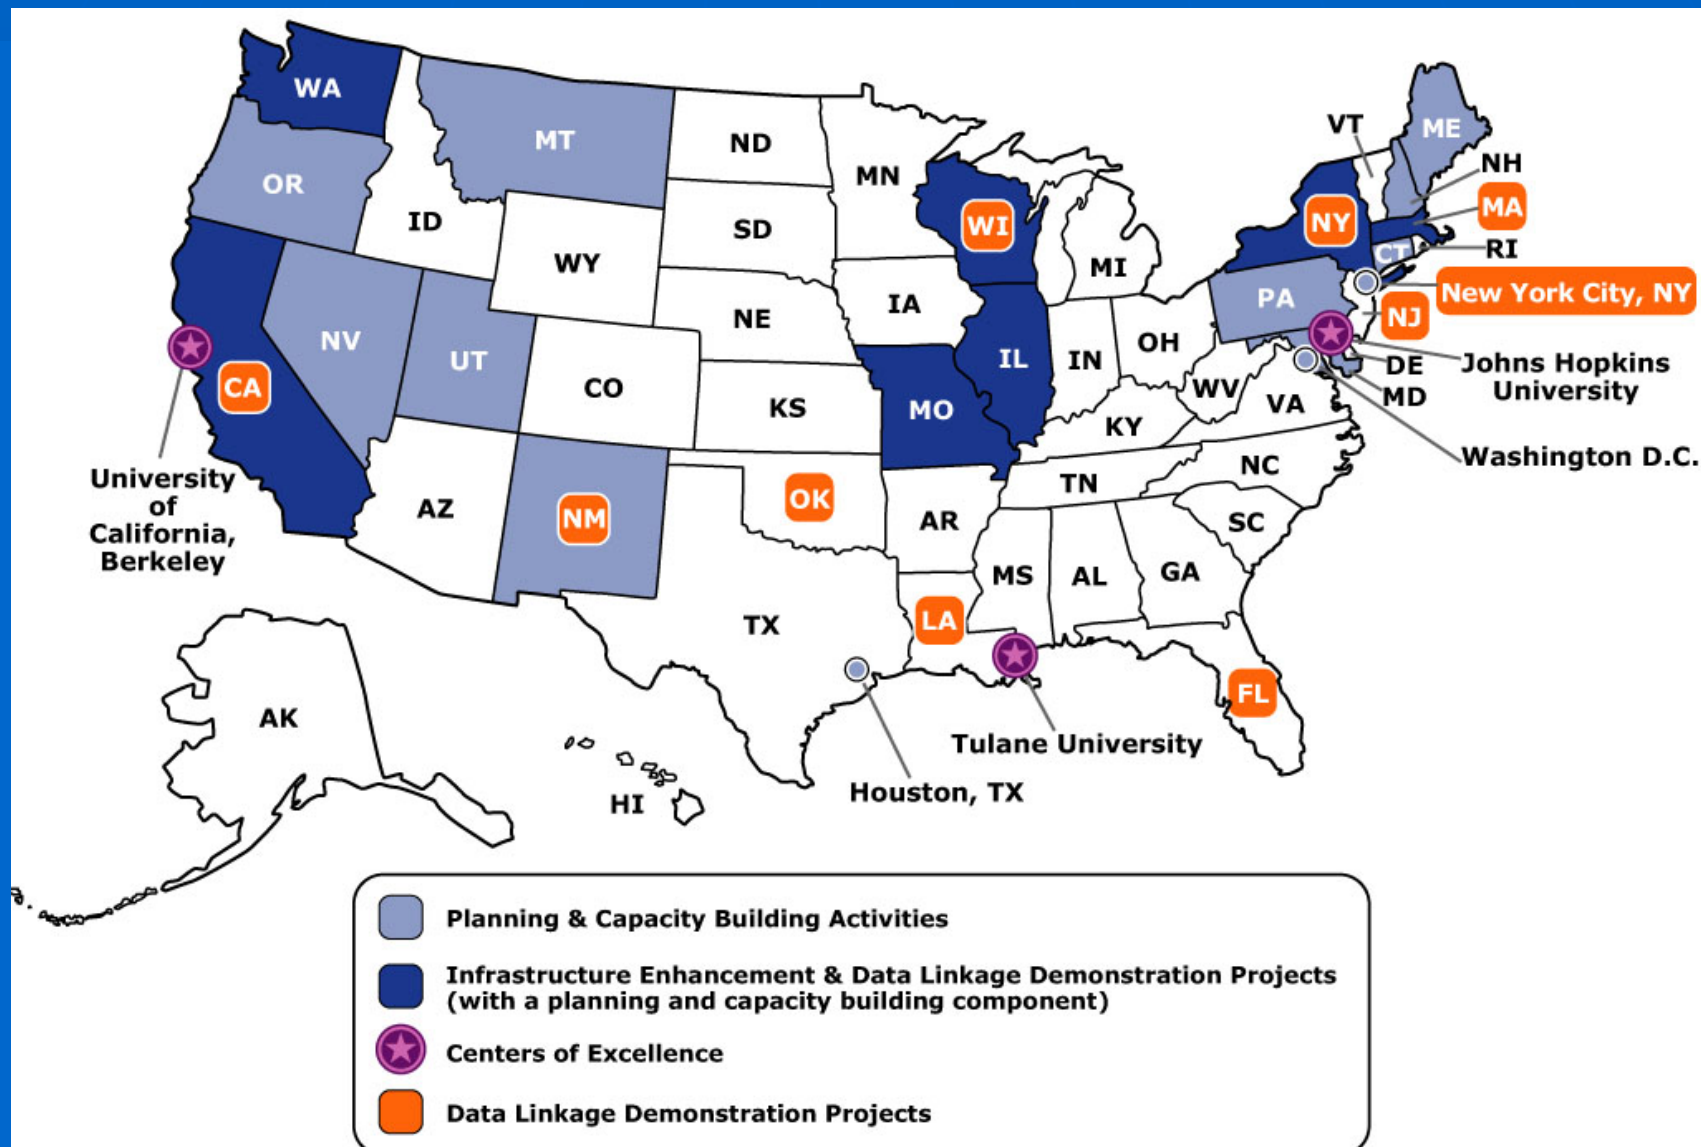 WA
MT
ND
MN
VT
ME
NH
MA
OR
ID
SD
WI
NY
CT
RI
WY
MI
PA
New York City, NY
NJ
NV
UT
NE
IA
IL
IN
OH
DE
MD
Johns Hopkins
University
CA
CO
KS
MO
WV
VA
KY
Washington D.C.
University
of
California,
Berkeley
AZ
NM
OK
AR
TN
NC
SC
MS
AL
GA
TX
LA
FL
AK
HI
Tulane University
Houston, TX
Planning & Capacity Building Activities
Infrastructure Enhancement & Data Linkage Demonstration Projects
(with a planning and capacity building component)
Centers of Excellence
Data Linkage Demonstration Projects